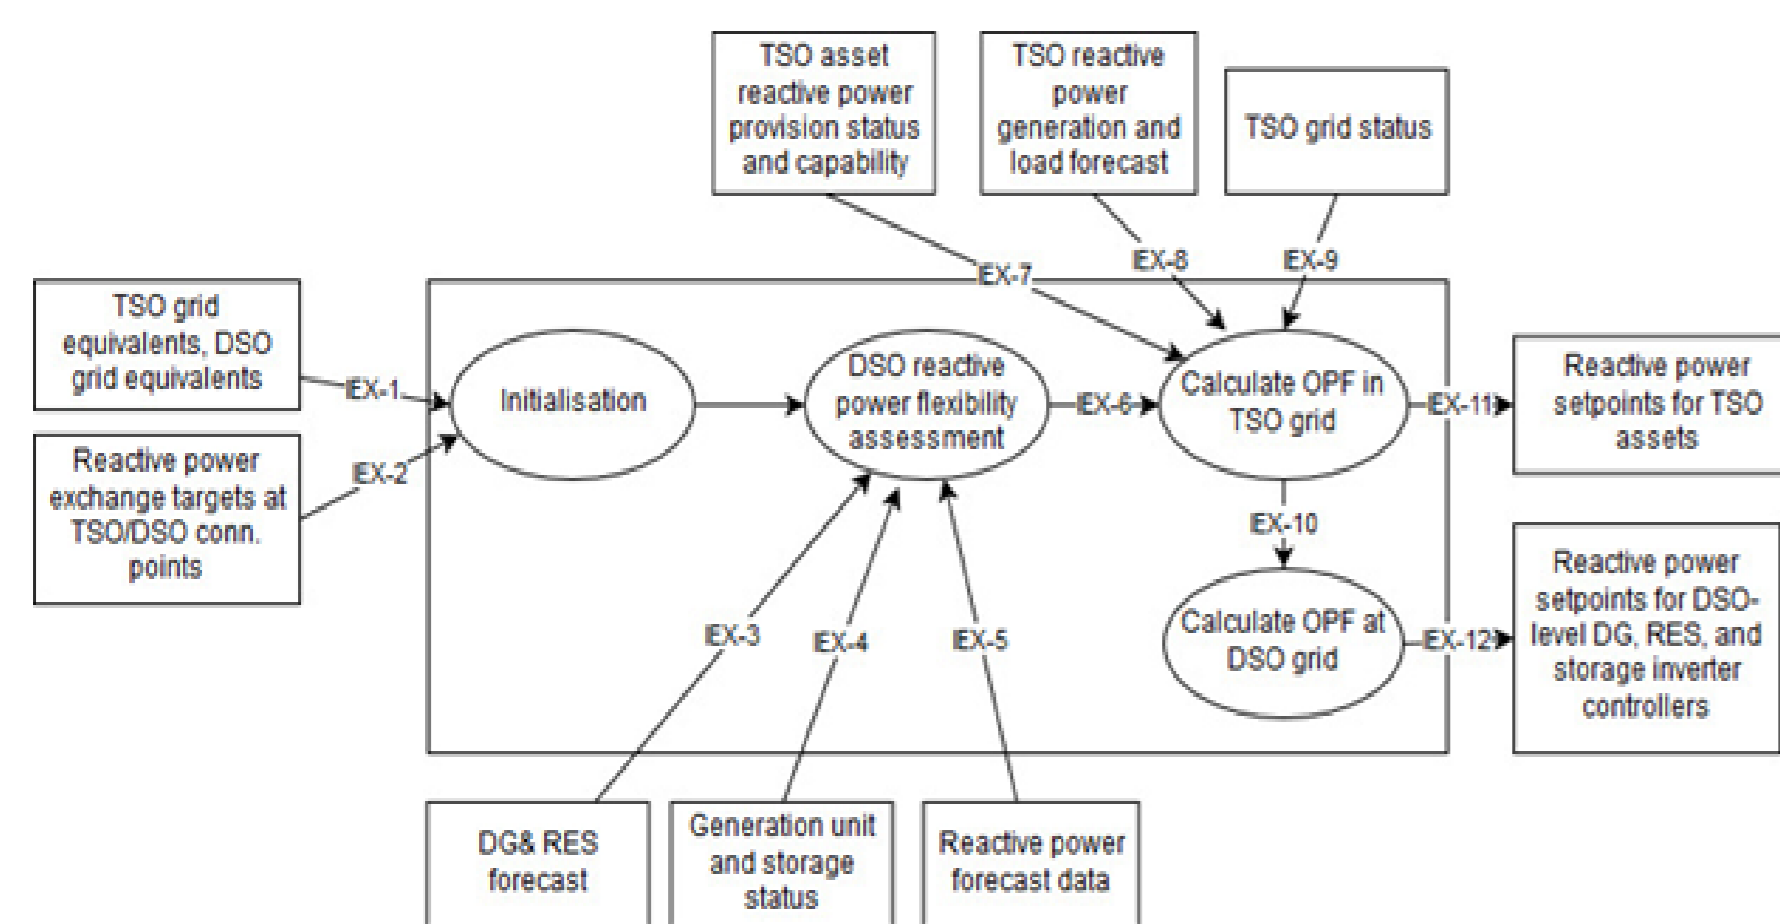 TSO asset
reactive power
provision status
and capability
TSO reactive
power
generation and
load forecast
TSO grid status
EX-7
EX-8
EX-9
TSO grid
equivalents, DSO
grid equivalents
EX-1
Reactive power
exchange targets at
TSO/DSO conn.
points
EX-2
Initialisation
DSO reactive
power flexibility
assessment
EX-6
Calculate OPF in
TSO grid
EX-11
Reactive power
setpoints for TSO
assets
EX-10
Calculate OPF at
DSO grid
EX-12
Reactive power
setpoints for DSO-
level DG, RES, and
storage inverter
controllers
EX-3
EX-4
EX-5
DG& RES
forecast
Generation unit
and storage
status
Reactive power
forecast data